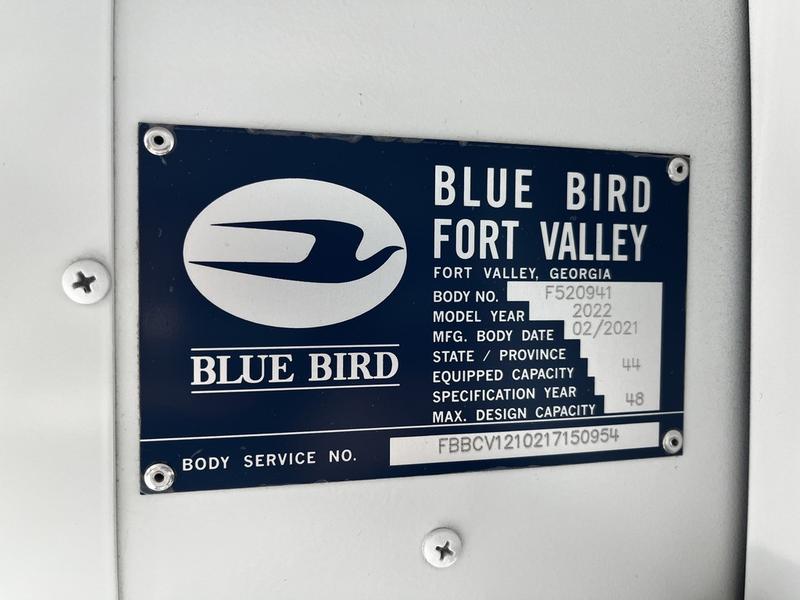 BLUE BIRD
BLUE BIRD
FORT VALLEY
FORT VALLEY, GEORGIA
BODY NO. F520941
MODEL YEAR 2022
MFG. BODY DATE 02/2021
STATE / PROVINCE
EQUIPPED CAPACITY 44
SPECIFICATION YEAR
MAX. DESIGN CAPACITY 48
BODY SERVICE NO. FBBCV1210217150954